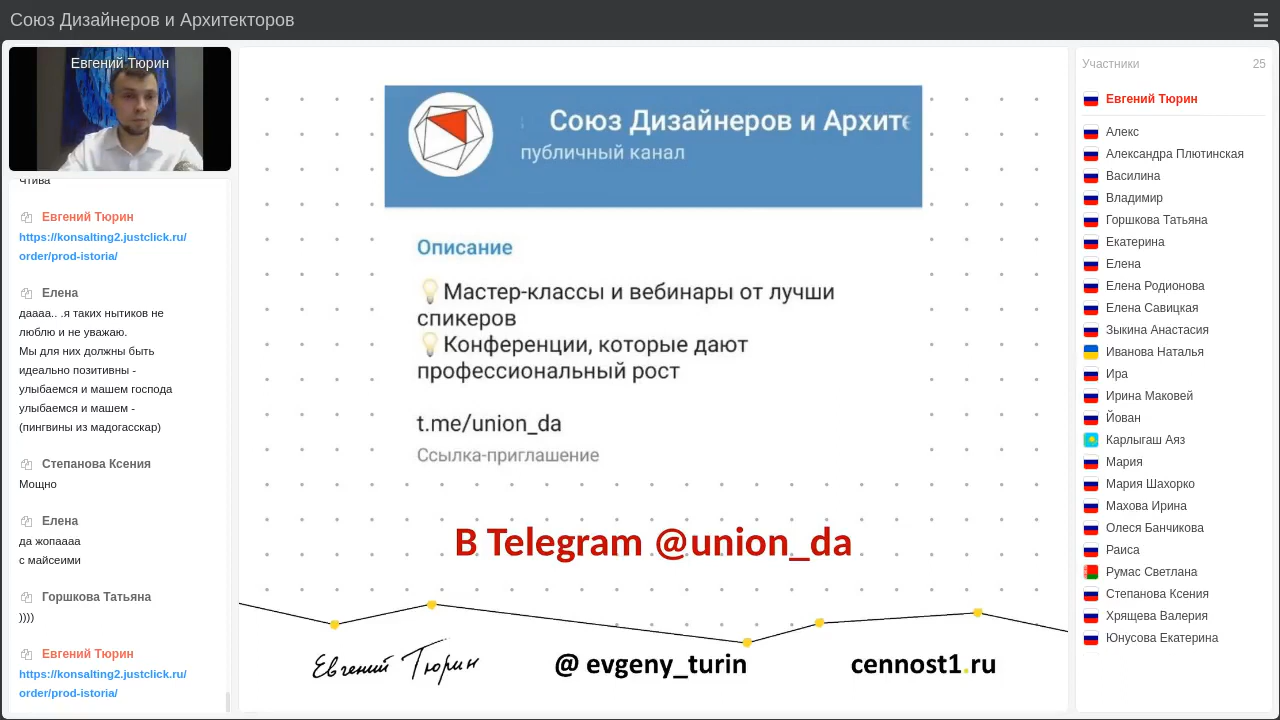 Союз Дизайнеров и Архитекторов
Евгений Тюрин
чтива
Евгений Тюрин
https://konsalting2.justclick.ru/
order/prod-istoria/
Елена
даааа.. .я таких нытиков не
люблю и не уважаю.
Мы для них должны быть
идеально позитивны -
улыбаемся и машем господа
улыбаемся и машем -
(пингвины из мадогасскар)
Степанова Ксения
Мощно
Елена
да жопаааа
с майсеими
Горшкова Татьяна
))))
Евгений Тюрин
https://konsalting2.justclick.ru/
order/prod-istoria/
Союз Дизайнеров и Архите
публичный канал
Описание
Мастер-классы и вебинары от лучши
спикеров
Конференции, которые дают
профессиональный рост
t.me/union_da
Ссылка-приглашение
В Telegram @union_da
Евгений Тюрин
@ evgeny_turin
cennost1.ru
Участники 25
Евгений Тюрин
Алекс
Александра Плютинская
Василина
Владимир
Горшкова Татьяна
Екатерина
Елена
Елена Родионова
Елена Савицкая
Зыкина Анастасия
Иванова Наталья
Ира
Ирина Маковей
Йован
Карлыгаш Аяз
Мария
Мария Шахорко
Махова Ирина
Олеся Банчикова
Раиса
Румас Светлана
Степанова Ксения
Хрящева Валерия
Юнусова Екатерина